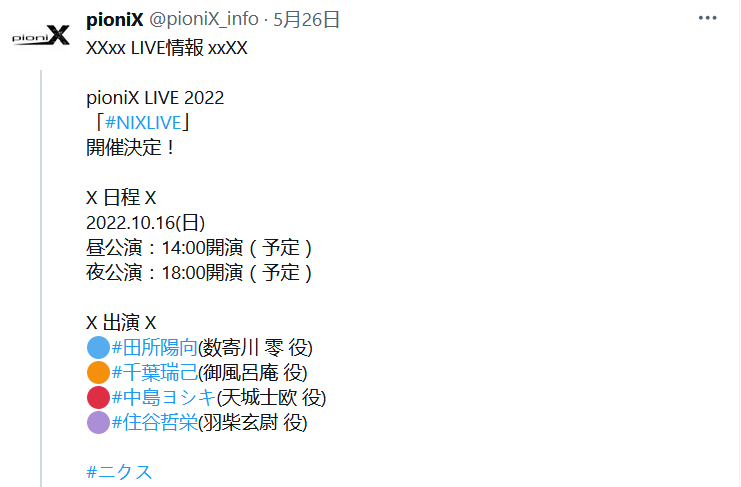 pioniX
pioniX @pioniX_info · 5月26日
XXxx LIVE情報 xxXX
pioniX LIVE 2022
「#NIXLIVE」
開催決定！
X 日程 X
2022.10.16(日)
昼公演：14:00開演（予定）
夜公演：18:00開演（予定）
X 出演 X
#田所陽向(数寄川 零 役)
#千葉瑞己(御風呂庵 役)
#中島ヨシキ(天城士欧 役)
#住谷哲栄(羽柴玄尉 役)
#ニクス